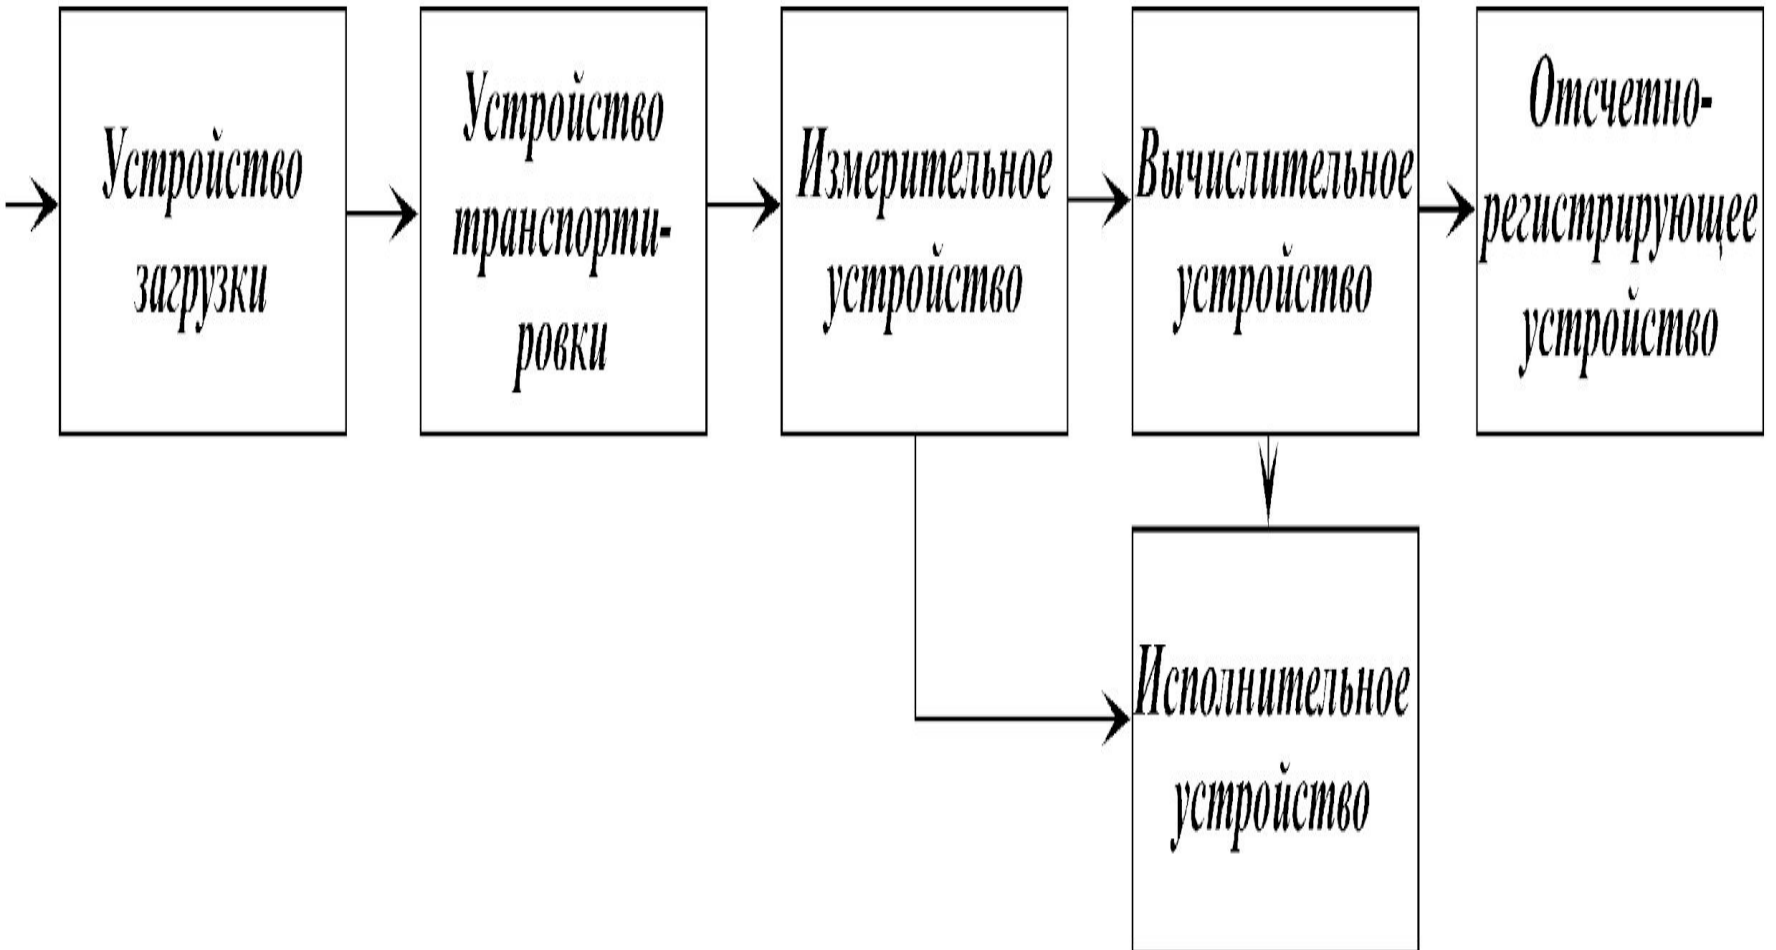 Устройство
загрузки
Устройство
транспорти-
ровки
Измерительное
устройство
Вычислительное
устройство
Отсчетно-
регистрирующее
устройство
Исполнительное
устройство